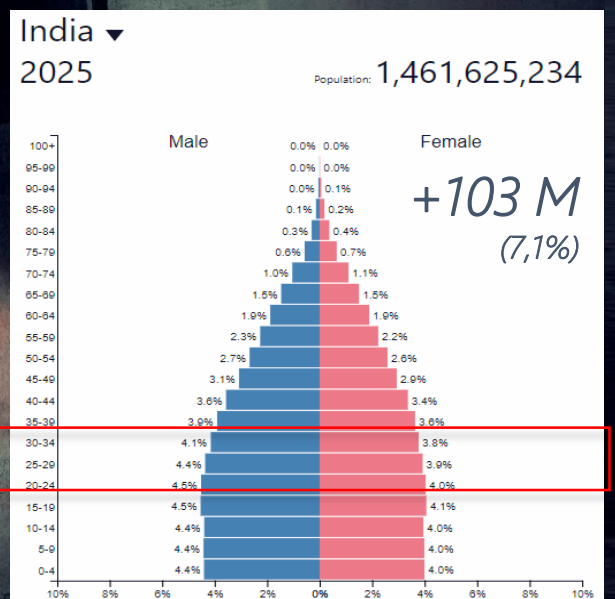 India
2025
Population: 1,461,625,234
Male Female
+103 M
(7,1%)
100+ 0.0% 0.0%
95-99 0.0% 0.0%
90-94 0.0% 0.1%
85-89 0.1% 0.2%
80-84 0.3% 0.4%
75-79 0.6% 0.7%
70-74 1.0% 1.1%
65-69 1.5% 1.5%
60-64 1.9% 1.9%
55-59 2.3% 2.2%
50-54 2.7% 2.6%
45-49 3.1% 2.9%
40-44 3.6% 3.4%
35-39 3.9% 3.6%
30-34 4.1% 3.8%
25-29 4.4% 3.9%
20-24 4.5% 4.0%
15-19 4.5% 4.1%
10-14 4.4% 4.0%
5-9 4.4% 4.0%
0-4 4.4% 4.0%
10% 8% 6% 4% 2% 0% 2% 4% 6% 8% 10%